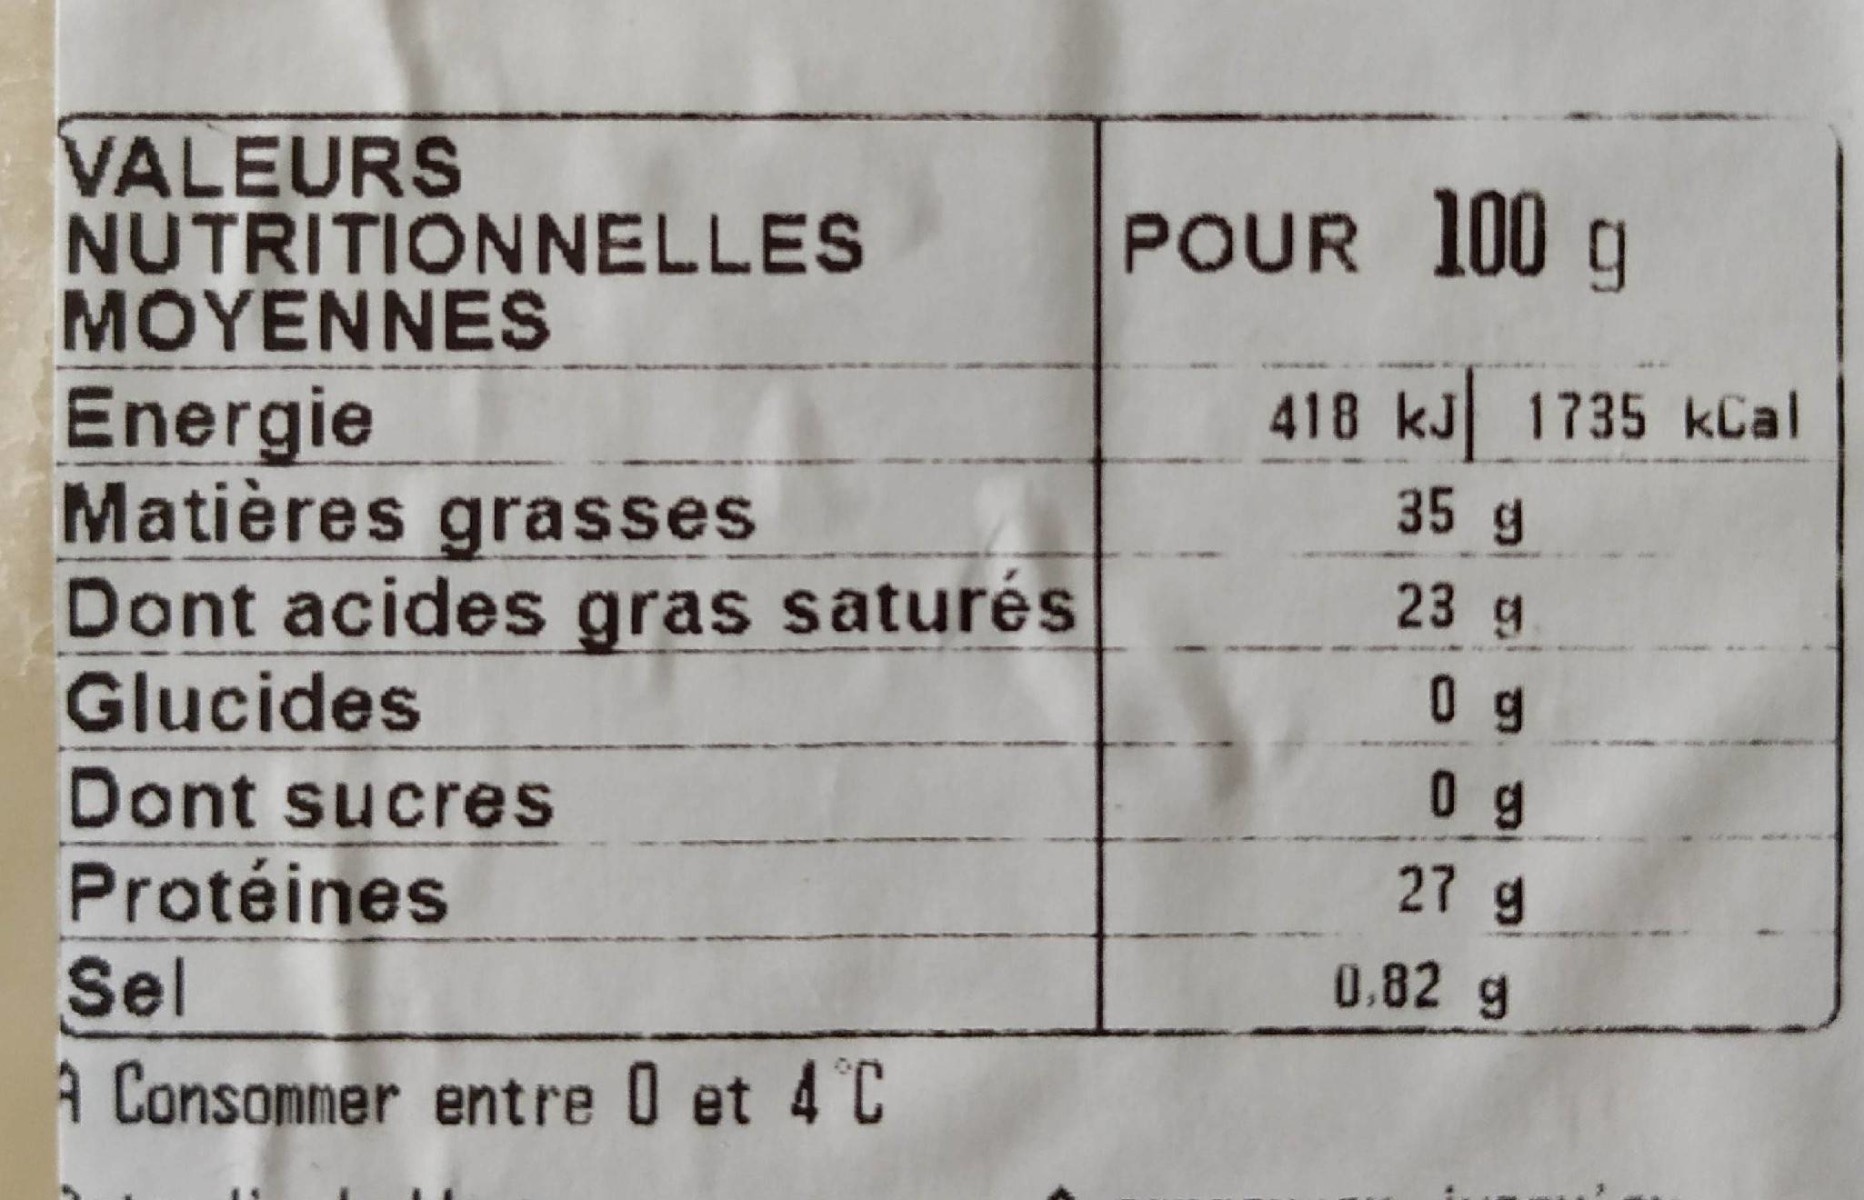 VALEURS
NUTRITIONNELLES
MOYENNES
POUR 100 g
Energie 418 kJ 1735 kCal
Matières grasses 35 g
Dont acides gras saturés 23 g
Glucides 0 g
Dont sucres 0 g
Protéines 27 g
Sel 0,82 g
A Consommer entre 0 et 4°C